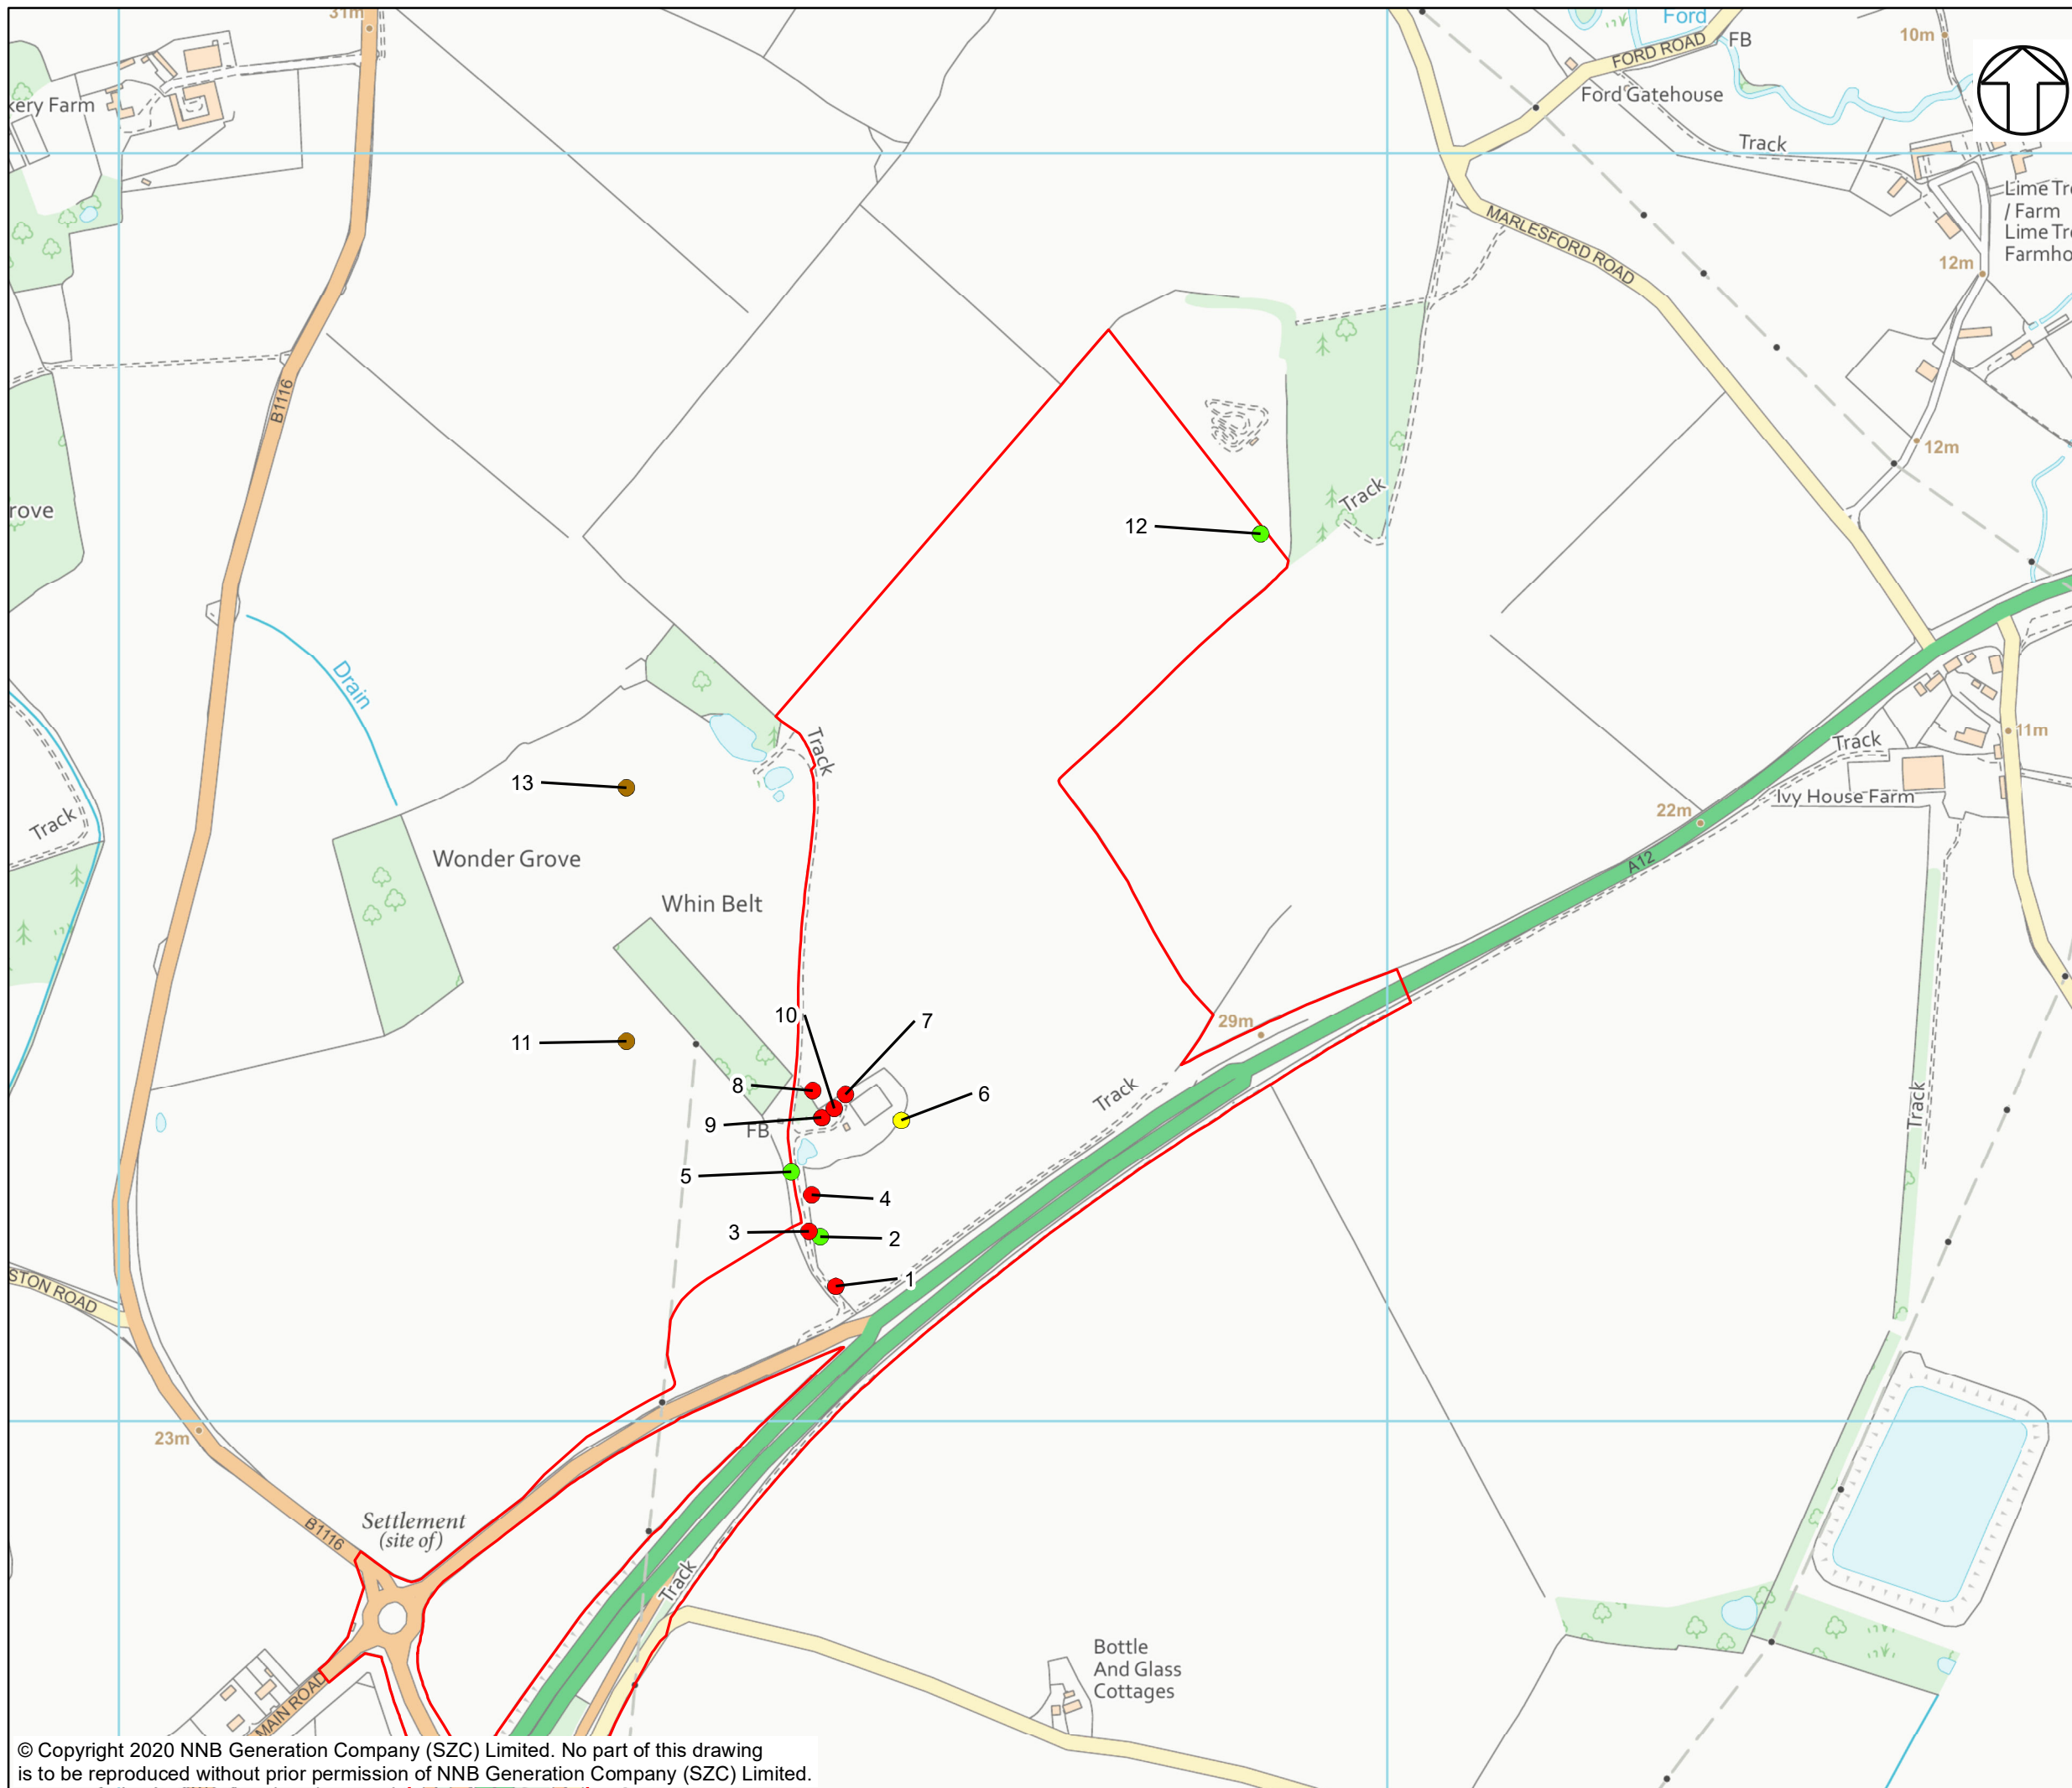 31m
Ford
FORD ROAD
FB
10m
kery Farm
Ford Gatehouse
Track
Lime Tr
/ Farm
Lime Tr
Farmho
MARLESFORD ROAD
12m
B1116
12m
Track
rove
12
Drain
Track
11m
Track
13
Ivy House Farm
22m
Track
Wonder Grove
A12
Whin Belt
10
7
29m
11
8
6
Track
Track
9
FB
5
4
3
2
1
STON ROAD
23m
Settlement
(site of)
B1116
Track
Bottle
And Glass
Cottages
MAIN ROAD
© Copyright 2020 NNB Generation Company (SZC) Limited. No part of this drawing
is to be reproduced without prior permission of NNB Generation Company (SZC) Limited.